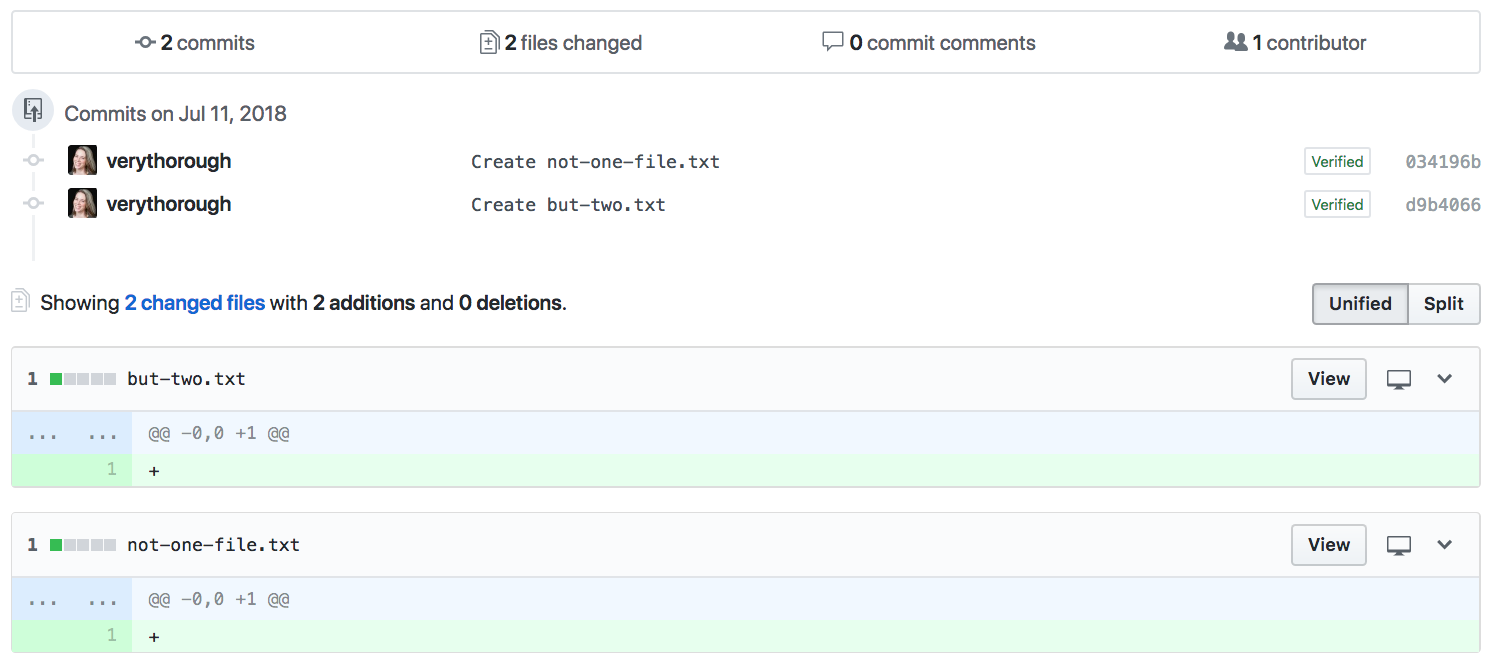 2 commits 2 files changed 0 commit comments 1 contributor
Commits on Jul 11, 2018
verythorough Create not-one-file.txt Verified 034196b
verythorough Create but-two.txt Verified d9b4066
Showing 2 changed files with 2 additions and 0 deletions. Unified Split
1 but-two.txt View
... ... @@ -0,0 +1 @@
1 +
1 not-one-file.txt View
... ... @@ -0,0 +1 @@
1 +